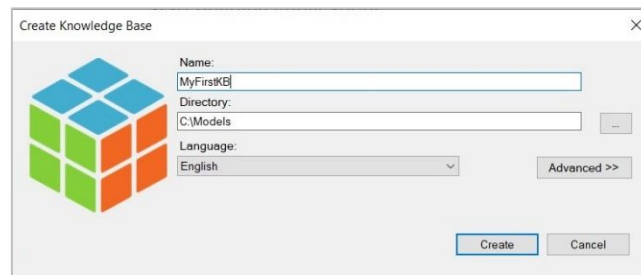 Create Knowledge Base
Name:
MyFirstKB
Directory:
C:\Models
...
Language:
English
Advanced >>
Create
Cancel